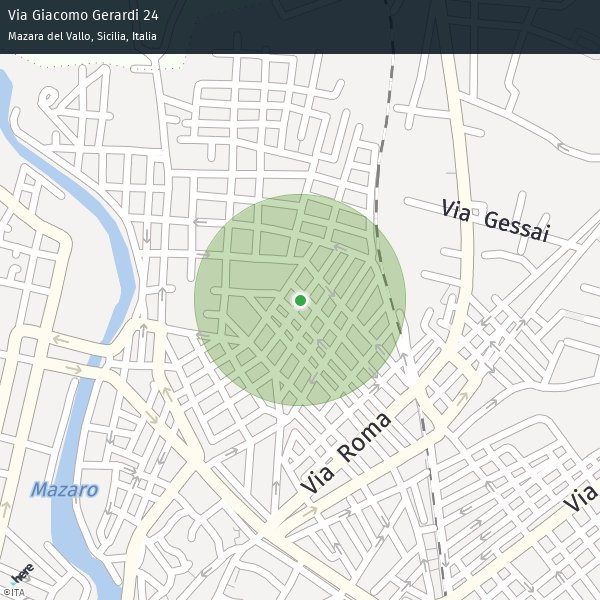 Via Giacomo Gerardi 24
Mazara del Vallo, Sicilia, Italia
Via Gessai
Via Roma
Via
Mazaro
here
©ITA